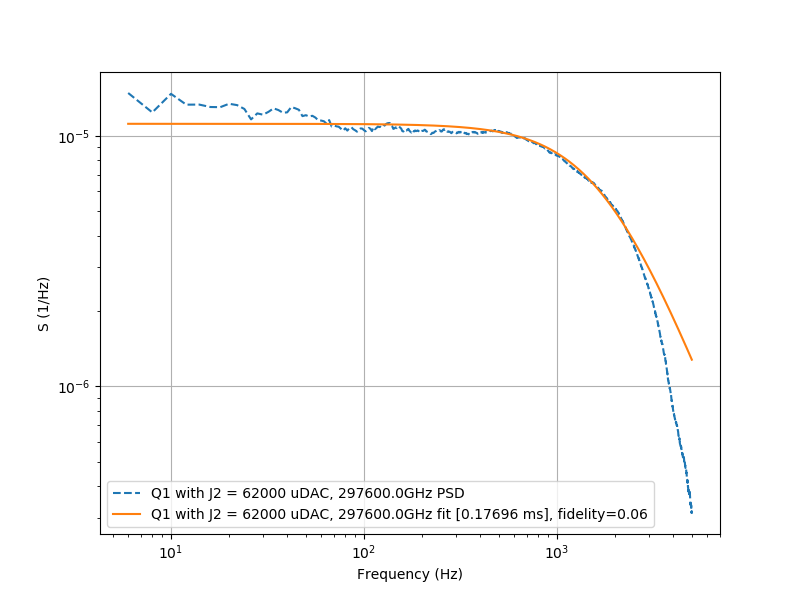 10⁻⁵
10⁻⁶
S (1/Hz)
Q1 with J2 = 62000 uDAC, 297600.0GHz PSD
Q1 with J2 = 62000 uDAC, 297600.0GHz fit [0.17696 ms], fidelity=0.06
10¹ 10² 10³
Frequency (Hz)